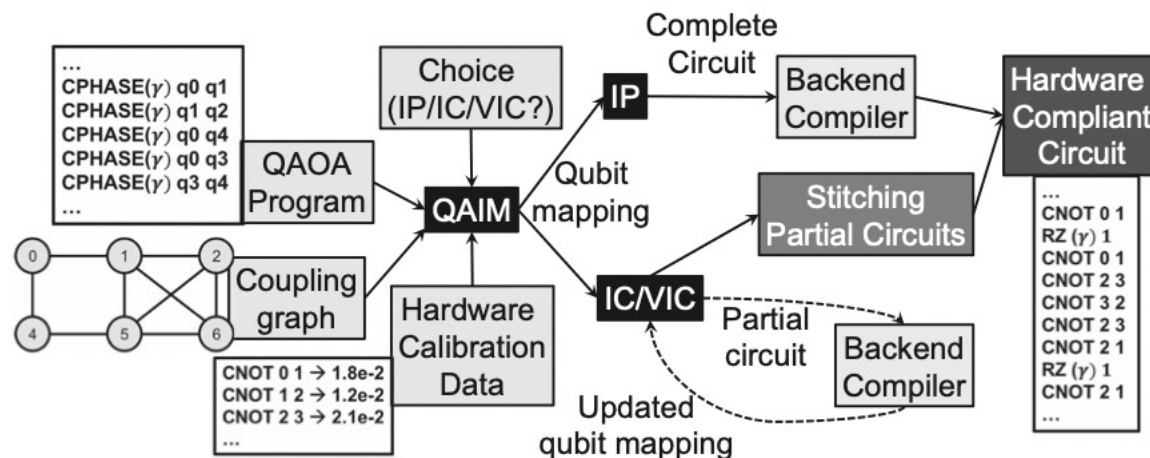 ...
CPHASE(γ) q0 q1
CPHASE(γ) q1 q2
CPHASE(γ) q0 q4
CPHASE(γ) q0 q3
CPHASE(γ) q3 q4
...
QAOA
Program
0
1
2
4
5
6
Coupling
graph
Choice
(IP/IC/VIC?)
QAIM
Hardware
Calibration
Data
CNOT 0 1 → 1.8e-2
CNOT 1 2 → 1.2e-2
CNOT 2 3 → 2.1e-2
...
Qubit
mapping
IP
Complete
Circuit
Backend
Compiler
IC/VIC
Partial
circuit
Backend
Compiler
Updated
qubit mapping
Stitching
Partial Circuits
Hardware
Compliant
Circuit
...
CNOT 0 1
RZ (γ) 1
CNOT 0 1
CNOT 2 3
CNOT 3 2
CNOT 2 3
CNOT 2 1
RZ (γ) 1
CNOT 2 1
...